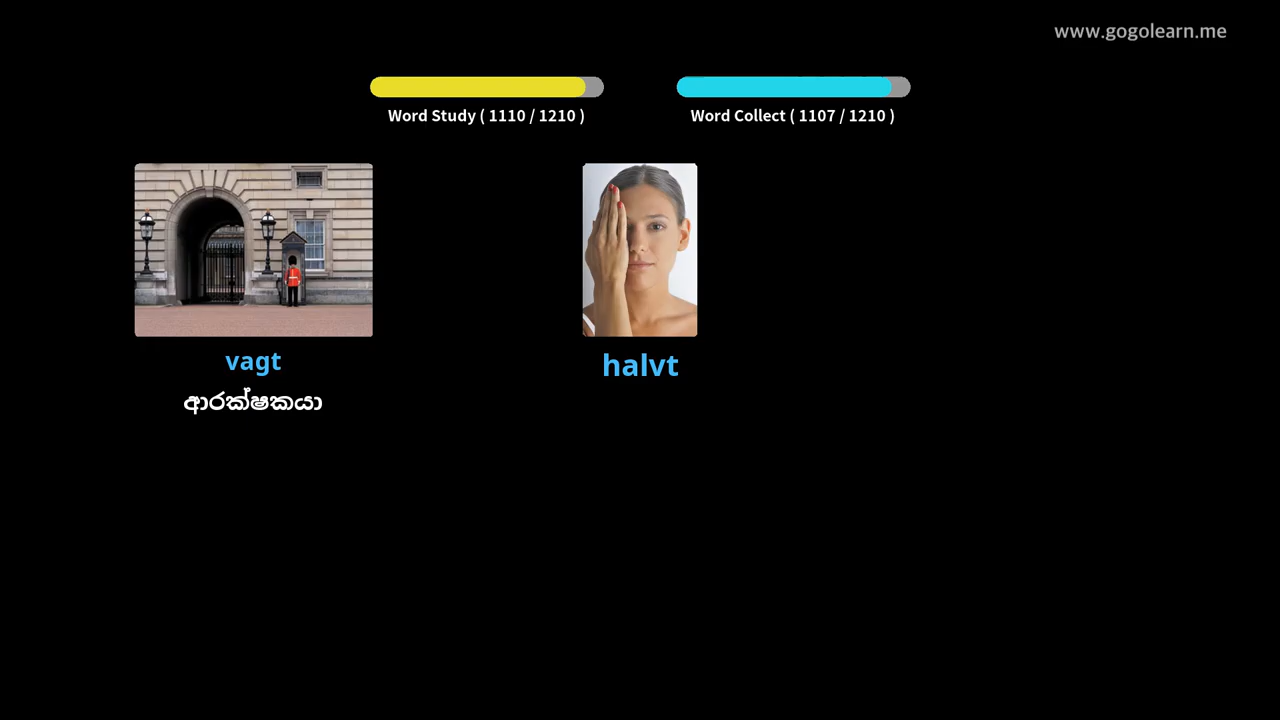 www.gogolearn.me
Word Study ( 1110 / 1210 )
Word Collect ( 1107 / 1210 )
vagt
ආරක්ෂකයා
halvt